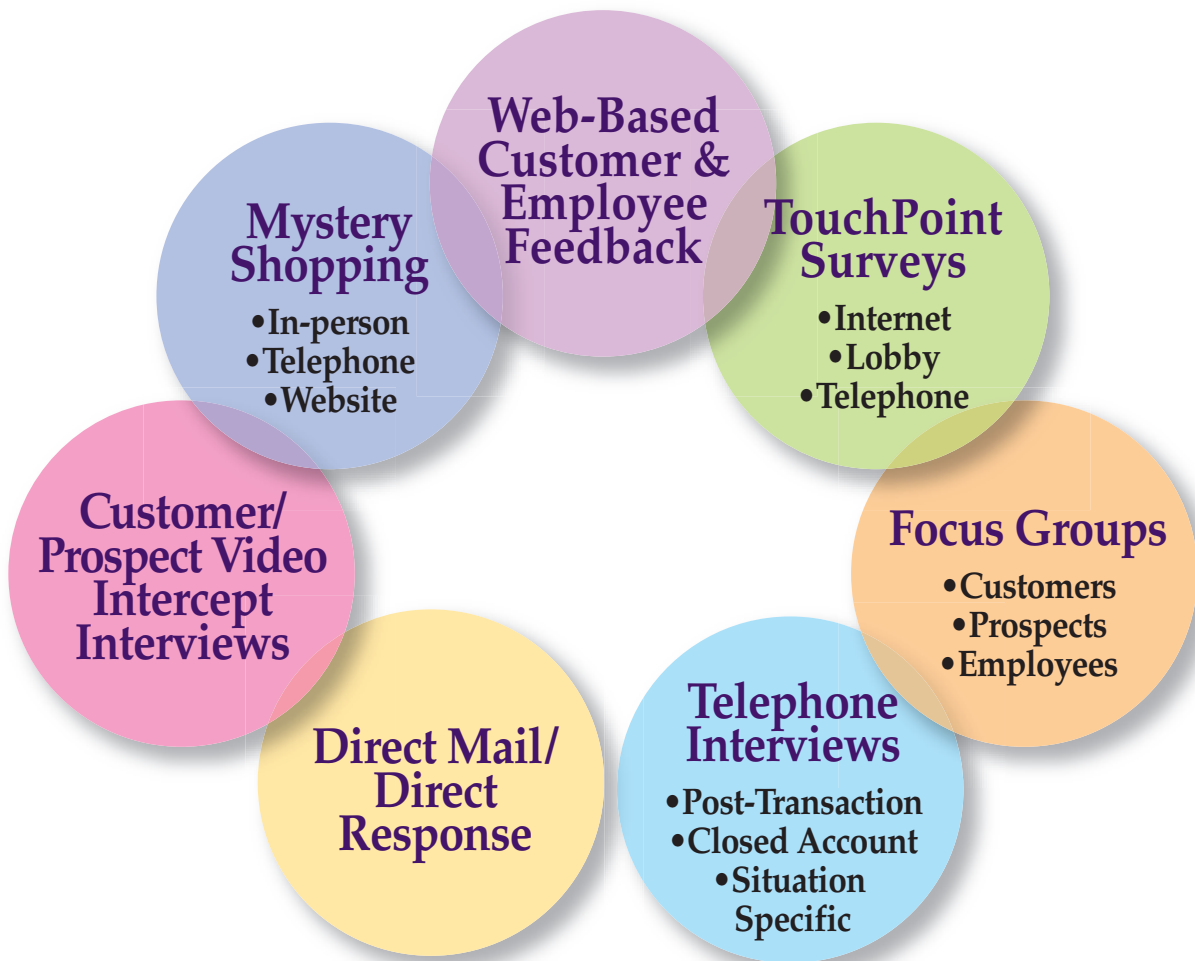 Web-Based
Customer &
Employee
Feedback
Mystery
Shopping
•In-person
•Telephone
•Website
TouchPoint
Surveys
•Internet
•Lobby
•Telephone
Customer/
Prospect Video
Intercept
Interviews
Focus Groups
•Customers
•Prospects
•Employees
Direct Mail/
Direct
Response
Telephone
Interviews
•Post-Transaction
•Closed Account
•Situation
Specific